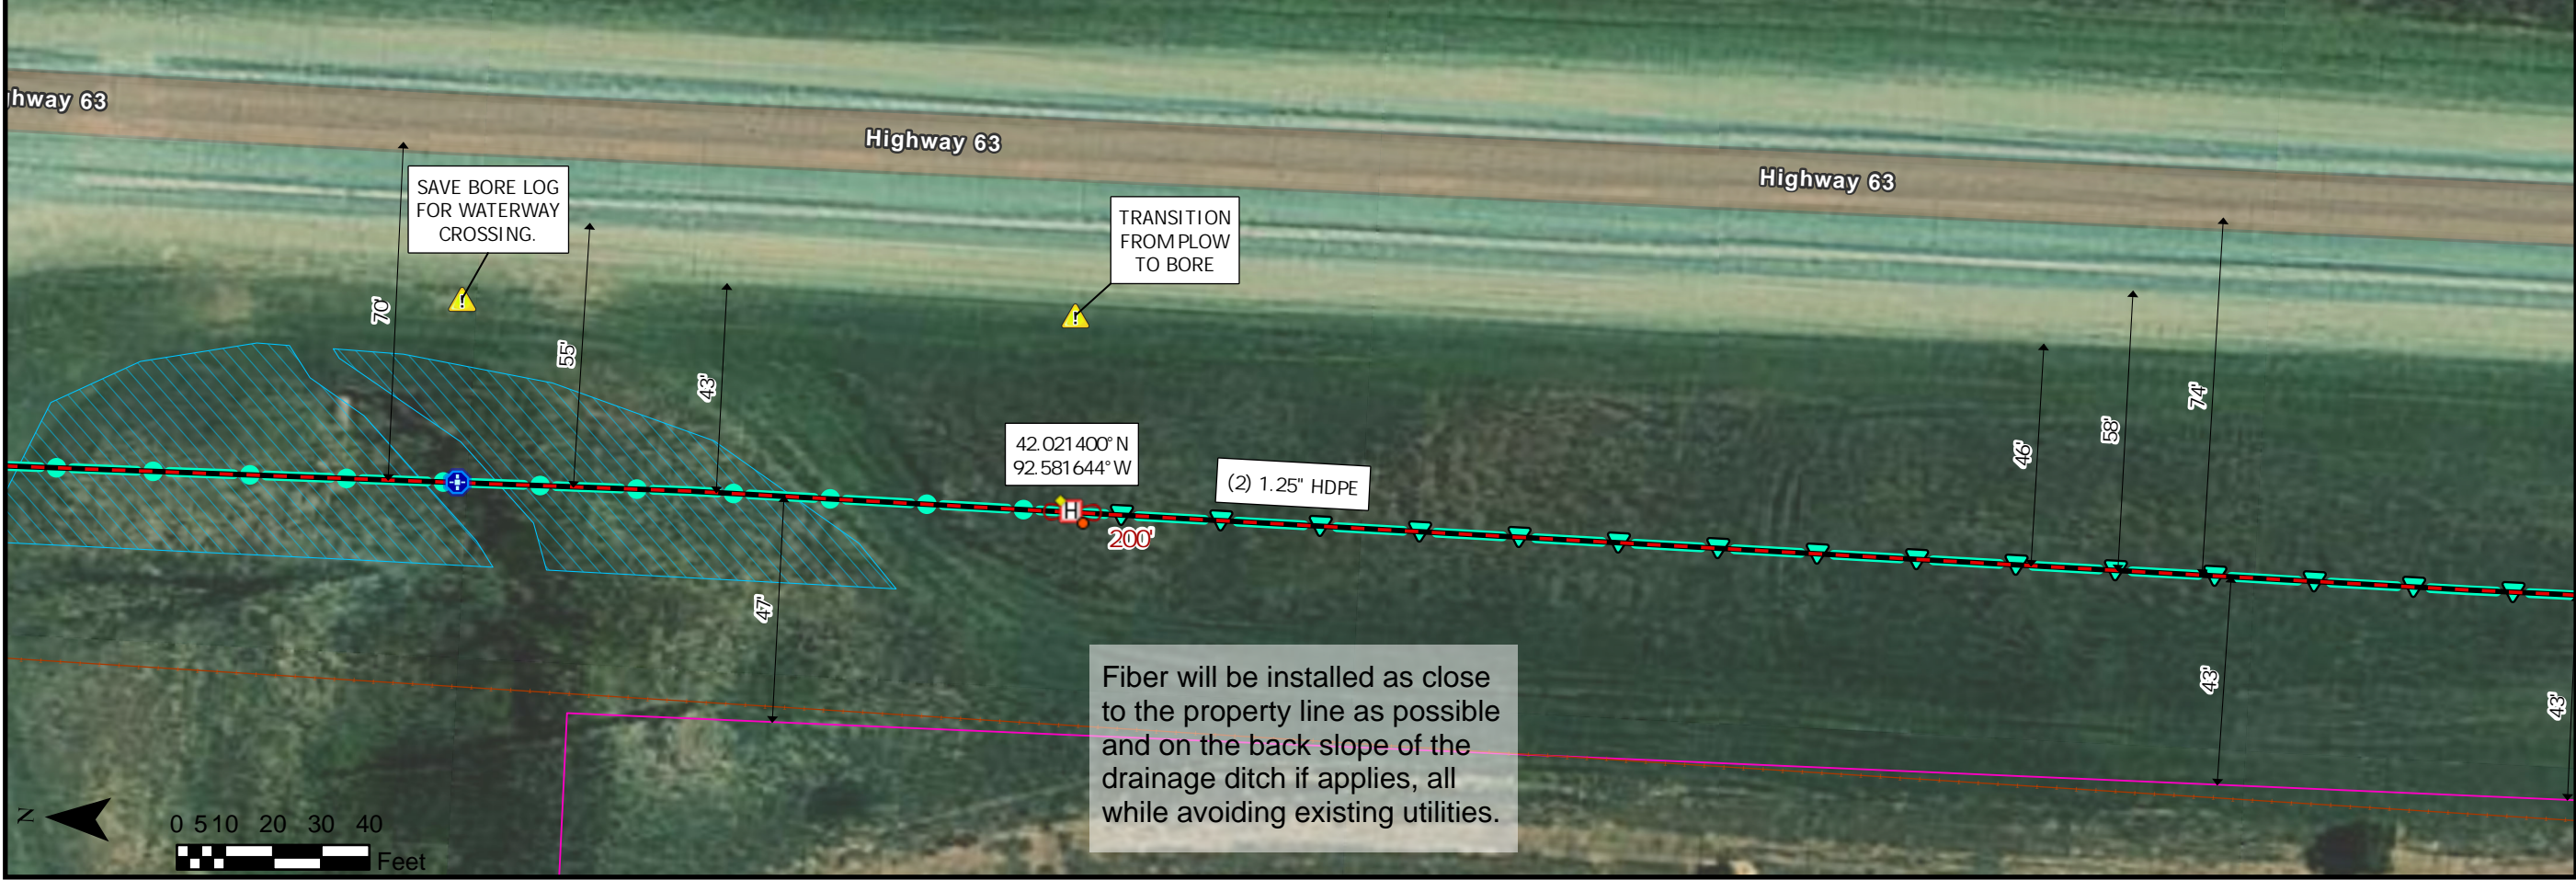 hway 63
Highway 63
Highway 63
SAVE BORE LOG
FOR WATERWAY
CROSSING.
TRANSITION
FROM PLOW
TO BORE
70'
55'
43'
46'
58'
74'
42.021400° N
92.581644° W
(2) 1.25" HDPE
H
200'
47'
43'
43'
Fiber will be installed as close
to the property line as possible
and on the back slope of the
drainage ditch if applies, all
while avoiding existing utilities.
N
0 5 10 20 30 40
Feet